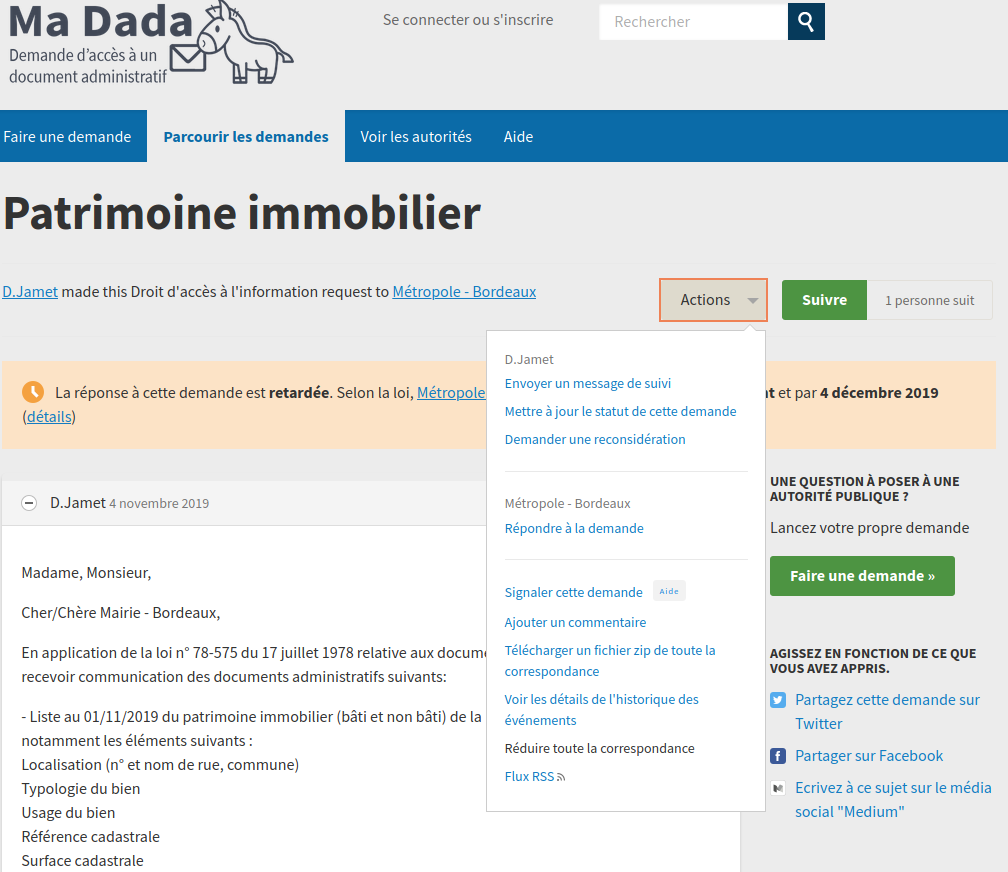 Ma Dada
Demande d'accès à un
document administratif
Se connecter ou s'inscrire
Rechercher
Faire une demande
Parcourir les demandes
Voir les autorités
Aide
Patrimoine immobilier
D.Jamet made this Droit d'accès à l'information request to Métropole - Bordeaux
Actions
Suivre
1 personne suit
La réponse à cette demande est retardée. Selon la loi, Métropole
et par 4 décembre 2019
(détails)
D.Jamet
Envoyer un message de suivi
Mettre à jour le statut de cette demande
Demander une reconsidération
Métropole - Bordeaux
Répondre à la demande
Signaler cette demande Aide
Ajouter un commentaire
Télécharger un fichier zip de toute la
correspondance
Voir les détails de l'historique des
événements
Réduire toute la correspondance
Flux RSS
D.Jamet 4 novembre 2019
Madame, Monsieur,
Cher/Chère Mairie - Bordeaux,
En application de la loi n° 78-575 du 17 juillet 1978 relative aux docume
recevoir communication des documents administratifs suivants:
- Liste au 01/11/2019 du patrimoine immobilier (bâti et non bâti) de la
notamment les éléments suivants :
Localisation (n° et nom de rue, commune)
Typologie du bien
Usage du bien
Référence cadastrale
Surface cadastrale
UNE QUESTION À POSER À UNE
AUTORITÉ PUBLIQUE ?
Lancez votre propre demande
Faire une demande »
AGISSEZ EN FONCTION DE CE QUE
VOUS AVEZ APPRIS.
Partagez cette demande sur
Twitter
Partager sur Facebook
Ecrivez à ce sujet sur le média
social "Medium"